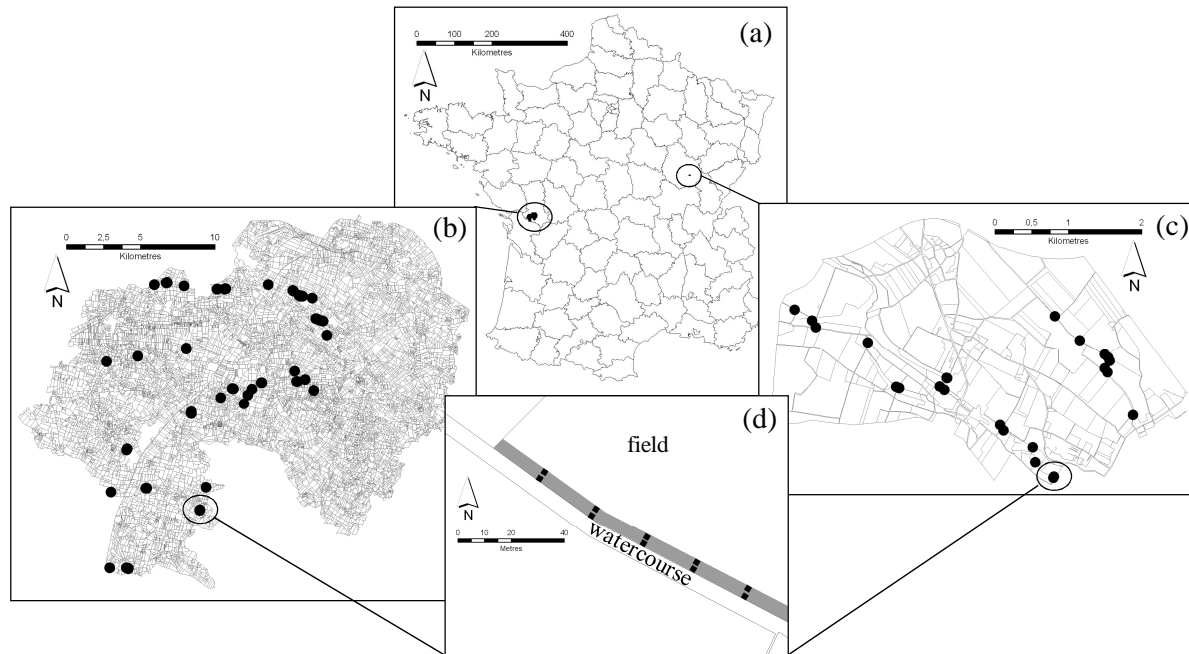 (a)
0 100 200 400
Kilometres
N
(b)
0 2,5 5 10
Kilometres
N
(c)
0 0,5 1 2
Kilometres
N
(d)
field
watercourse
N
0 10 20 40
Metres